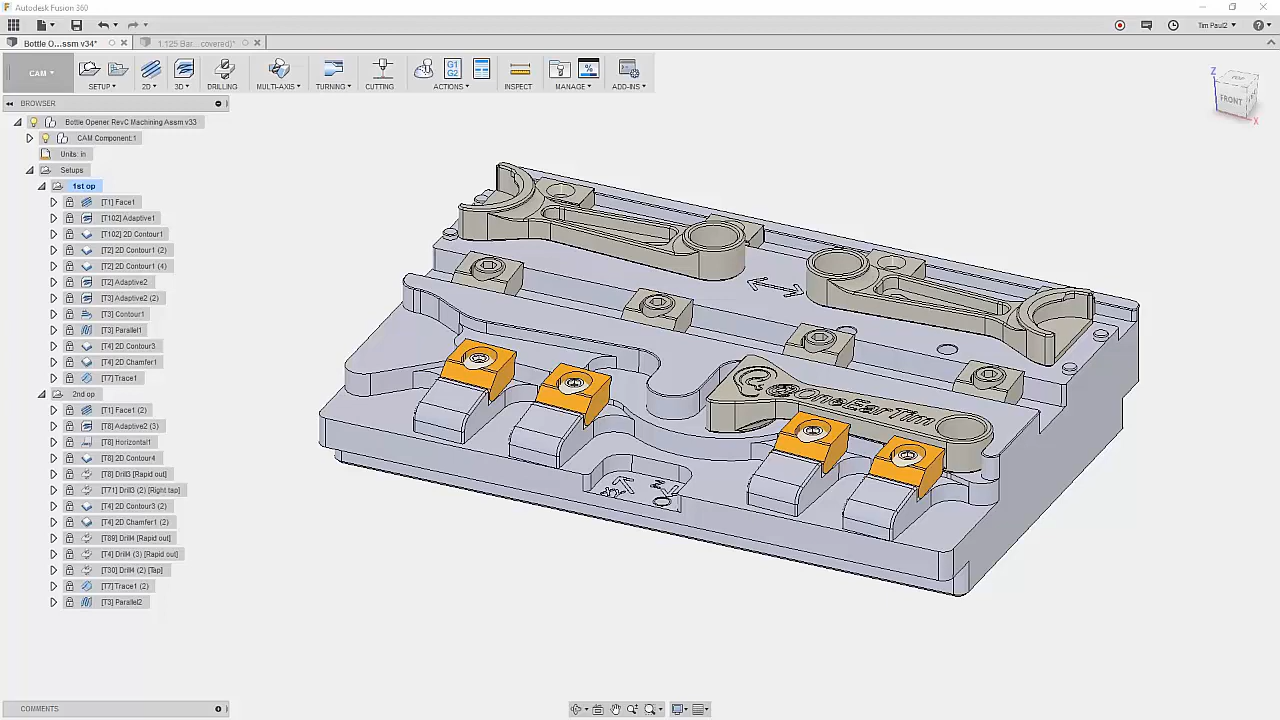 Autodesk Fusion 360
Tim Paul2
Bottle O...ssm v34*
1.125 Bar... covered)*
CAM
SETUP
2D
3D
DRILLING
MULTI-AXIS
TURNING
CUTTING
G1
G2
ACTIONS
INSPECT
MANAGE
ADD-INS
BROWSER
Bottle Opener RevC Machining Assm v33
CAM Component:1
Units: in
Setups
1st op
[T1] Face1
[T102] Adaptive1
[T102] 2D Contour1
[T2] 2D Contour1 (2)
[T2] 2D Contour1 (4)
[T2] Adaptive2
[T3] Adaptive2 (2)
[T3] Contour1
[T3] Parallel1
[T4] 2D Contour3
[T4] 2D Chamfer1
[T7] Trace1
2nd op
[T1] Face1 (2)
[T8] Adaptive2 (3)
[T8] Horizontal1
[T8] 2D Contour4
[T8] Drill3 [Rapid out]
[T71] Drill3 (2) [Right tap]
[T4] 2D Contour3 (2)
[T4] 2D Chamfer1 (2)
[T89] Drill4 [Rapid out]
[T4] Drill4 (3) [Rapid out]
[T30] Drill4 (2) [Tap]
[T7] Trace1 (2)
[T3] Parallel2
Z
TOP
FRONT
X
@OneEarTim
COMMENTS